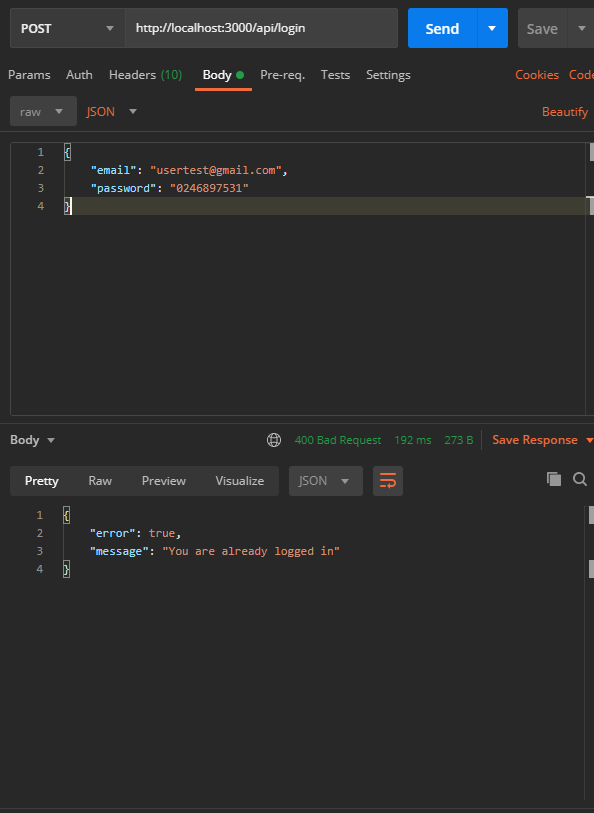 POST http://localhost:3000/api/login Send Save
Params Auth Headers (10) Body Pre-req. Tests Settings Cookies Code
raw JSON Beautify
1 {
2 "email": "usertest@gmail.com",
3 "password": "0246897531"
4 }
Body 400 Bad Request 192 ms 273 B Save Response
Pretty Raw Preview Visualize JSON
1 {
2 "error": true,
3 "message": "You are already logged in"
4 }